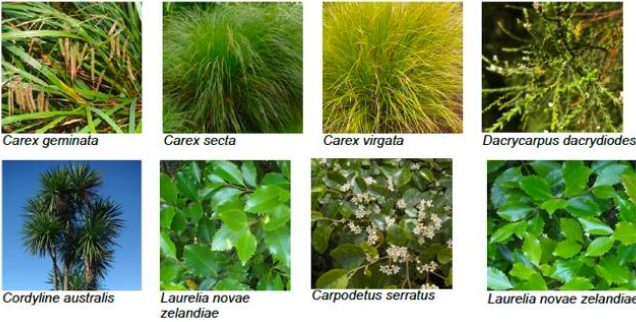 Carex geminata
Carex secta
Carex virgata
Dacrycarpus dacrydiodes
Cordyline australis
Laurelia novae
zelandiae
Carpodetus serratus
Laurelia novae zelandiae